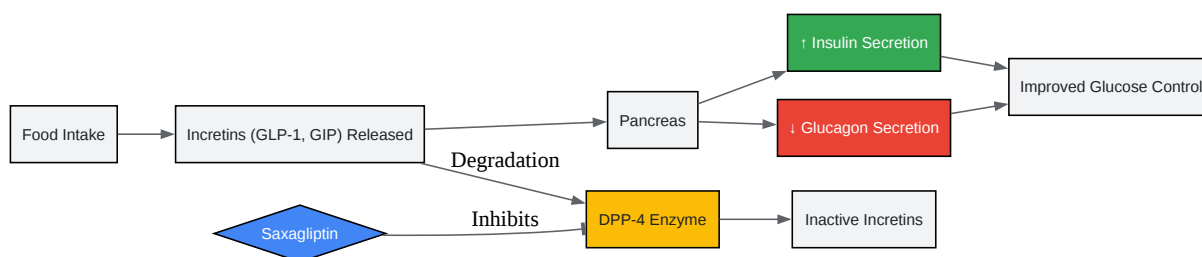 ↑ Insulin Secretion
Improved Glucose Control
Food Intake
Incretins (GLP-1, GIP) Released
Pancreas
↓ Glucagon Secretion
Degradation
Saxagliptin
Inhibits
DPP-4 Enzyme
Inactive Incretins